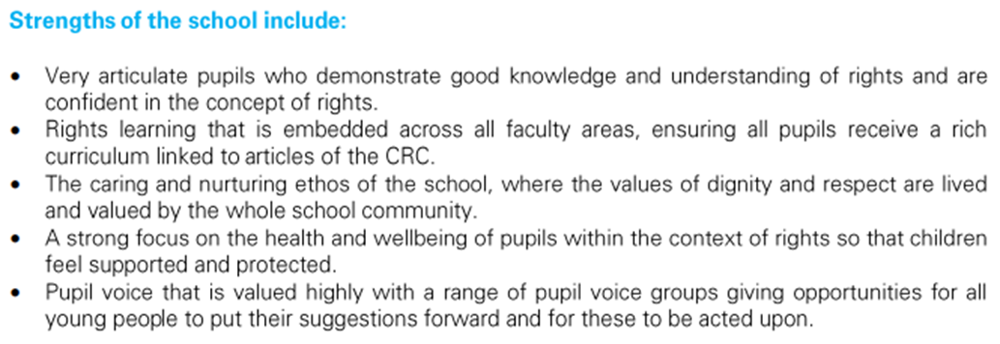 Strengths of the school include:
• Very articulate pupils who demonstrate good knowledge and understanding of rights and are
confident in the concept of rights.
• Rights learning that is embedded across all faculty areas, ensuring all pupils receive a rich
curriculum linked to articles of the CRC.
• The caring and nurturing ethos of the school, where the values of dignity and respect are lived
and valued by the whole school community.
• A strong focus on the health and wellbeing of pupils within the context of rights so that children
feel supported and protected.
• Pupil voice that is valued highly with a range of pupil voice groups giving opportunities for all
young people to put their suggestions forward and for these to be acted upon.